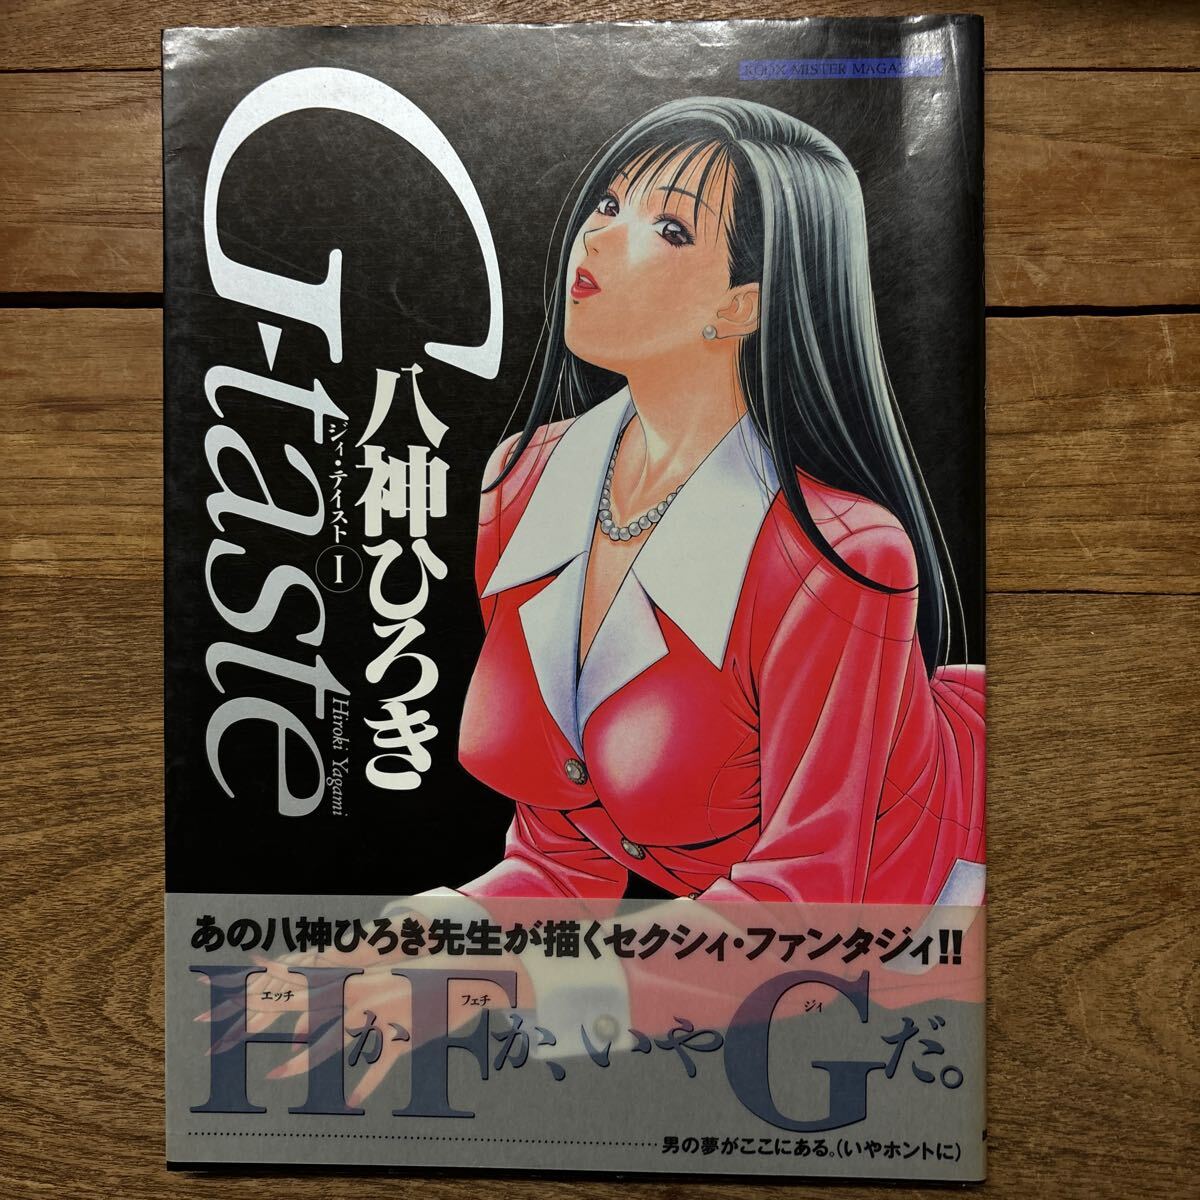 KCDX MISTER MAGAZINE
G-taste
ジィ・テイスト
I
八神ひろき
Hiroki Yagami
あの八神ひろき先生が描くセクシィ・ファンタジィ!!
エッチ フェチ ジィ
HかFか、いやGだ。
男の夢がここにある。(いやホントに)